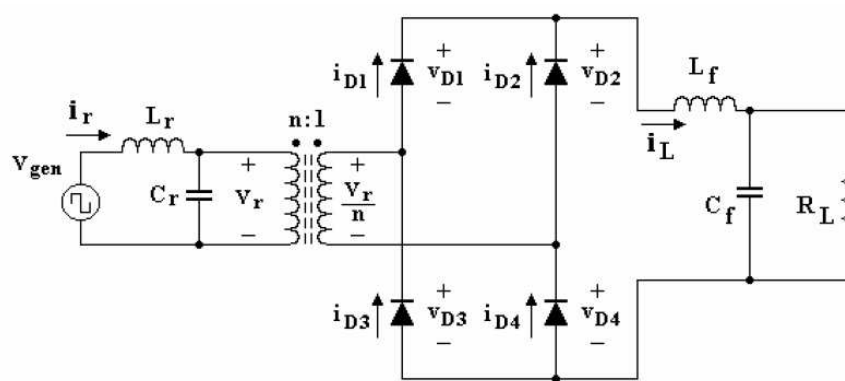 i_D1
+
v_D1
−
i_D2
+
v_D2
−
L_f
i_r
L_r
n:1
i_L
v_gen
C_r
+
v_r
−
+
v_r
n
−
C_f
R_L
i_D3
+
v_D3
−
i_D4
+
v_D4
−